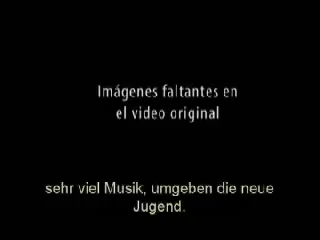 Imágenes faltantes en
el video original
sehr viel Musik, umgeben die neue
Jugend.